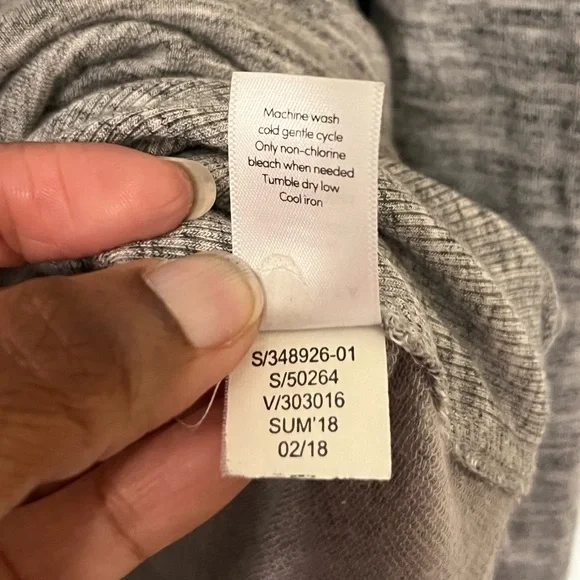 Machine wash
cold gentle cycle
Only non-chlorine
bleach when needed
Tumble dry low
Cool iron
S/348926-01
S/50264
V/303016
SUM'18
02/18